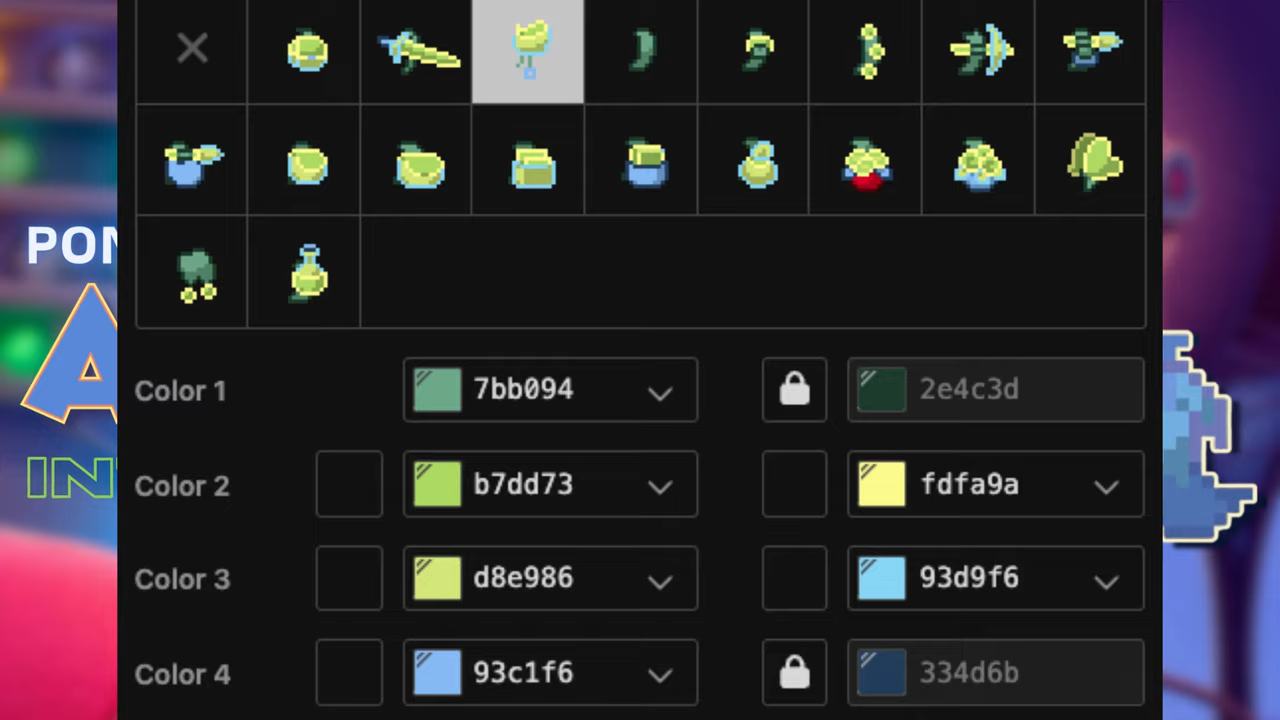 PON
A
IN
Color 1 7bb094 2e4c3d
Color 2 b7dd73 fdfa9a
Color 3 d8e986 93d9f6
Color 4 93c1f6 334d6b